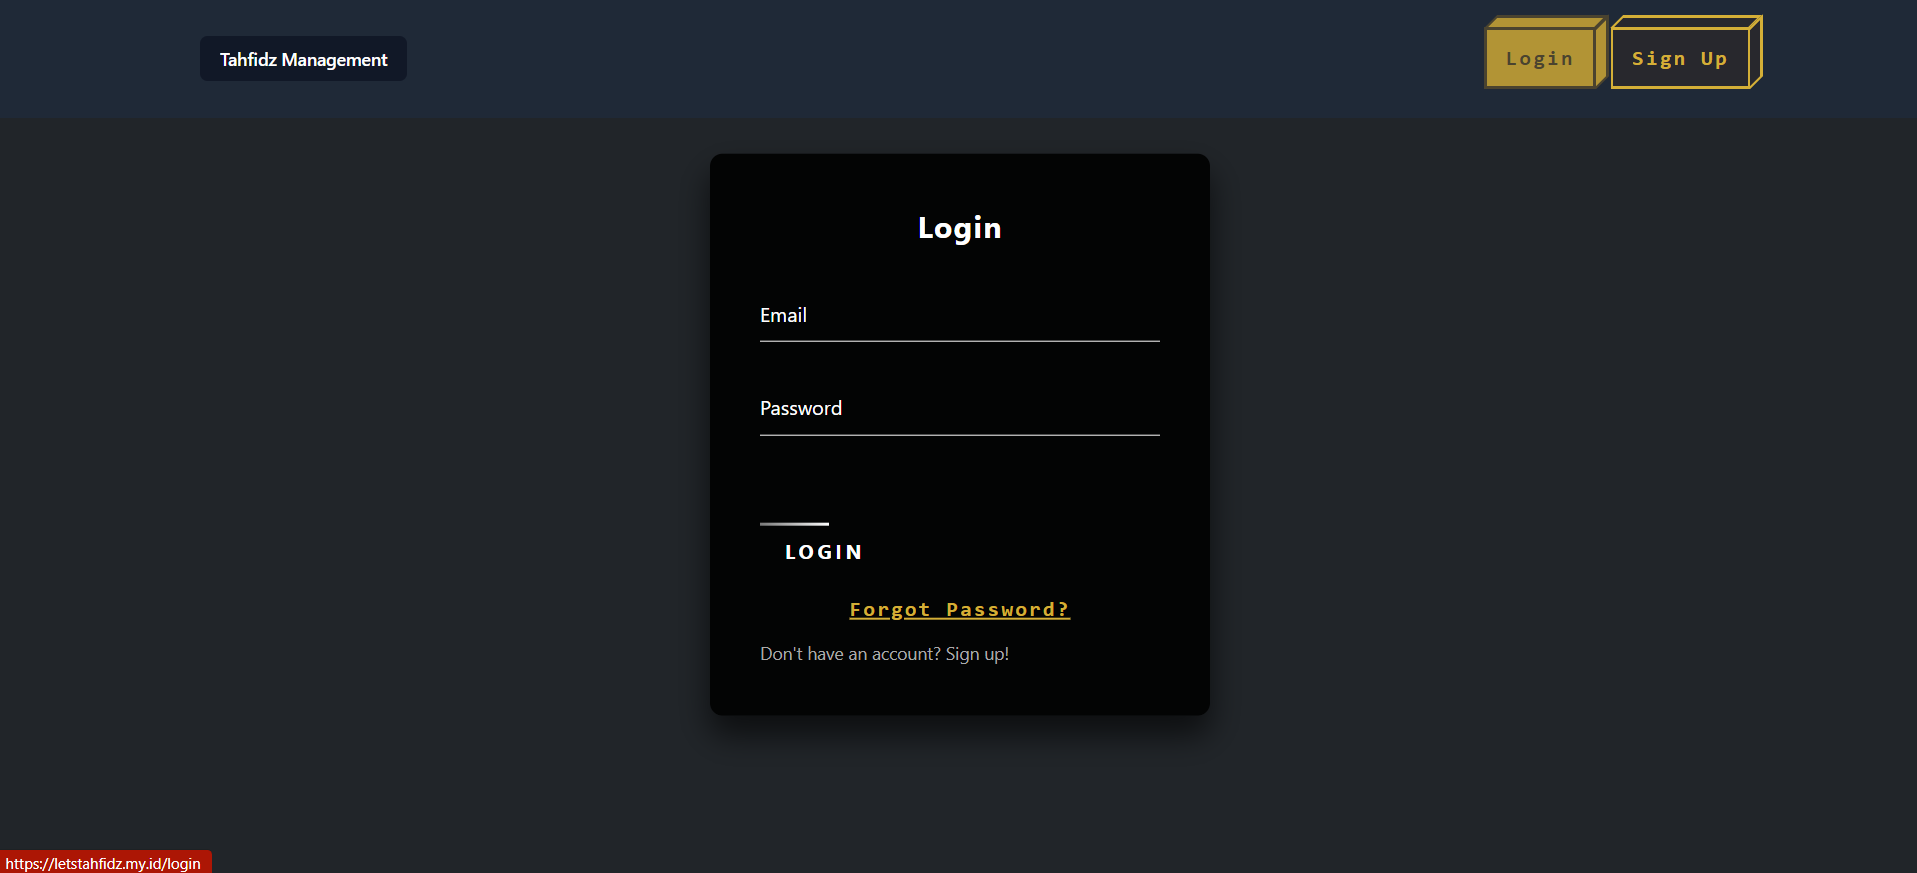 Tahfidz Management
Login
Sign Up
Login
Email
Password
LOGIN
Forgot Password?
Don't have an account? Sign up!
https://letstahfidz.my.id/login